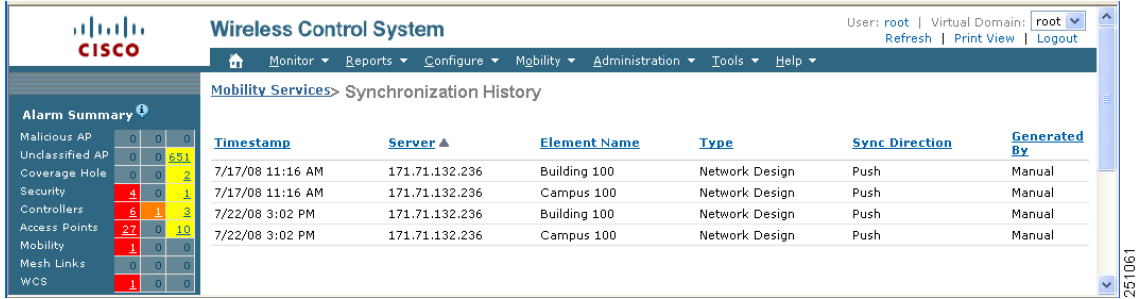 CISCO
Wireless Control System
User: root | Virtual Domain: root
Refresh | Print View | Logout
Monitor Reports Configure Mobility Administration Tools Help
Mobility Services> Synchronization History
Alarm Summary
Malicious AP 0 0 0
Unclassified AP 0 0 651
Coverage Hole 0 0 2
Security 4 0 1
Controllers 6 1 3
Access Points 27 0 10
Mobility 1 0 0
Mesh Links 0 0 0
WCS 1 0 0
Timestamp Server Element Name Type Sync Direction Generated By
7/17/08 11:16 AM 171.71.132.236 Building 100 Network Design Push Manual
7/17/08 11:16 AM 171.71.132.236 Campus 100 Network Design Push Manual
7/22/08 3:02 PM 171.71.132.236 Building 100 Network Design Push Manual
7/22/08 3:02 PM 171.71.132.236 Campus 100 Network Design Push Manual
251061